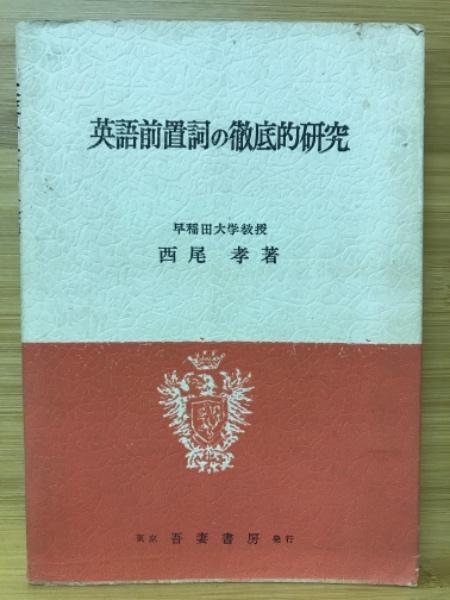 英語前置詞の徹底的研究
早稲田大学教授
西尾 孝 著
東京 吾妻書房 発行